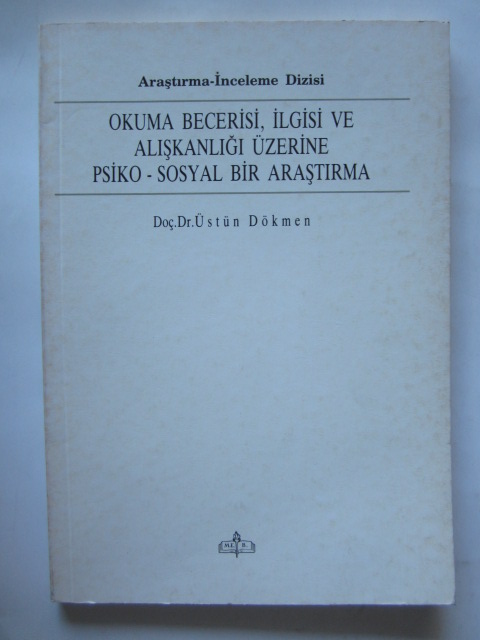 Araştırma-İnceleme Dizisi
OKUMA BECERİSİ, İLGİSİ VE
ALIŞKANLIĞI ÜZERİNE
PSİKO - SOSYAL BİR ARAŞTIRMA
Doç.Dr.Üstün Dökmen
M.E. B.